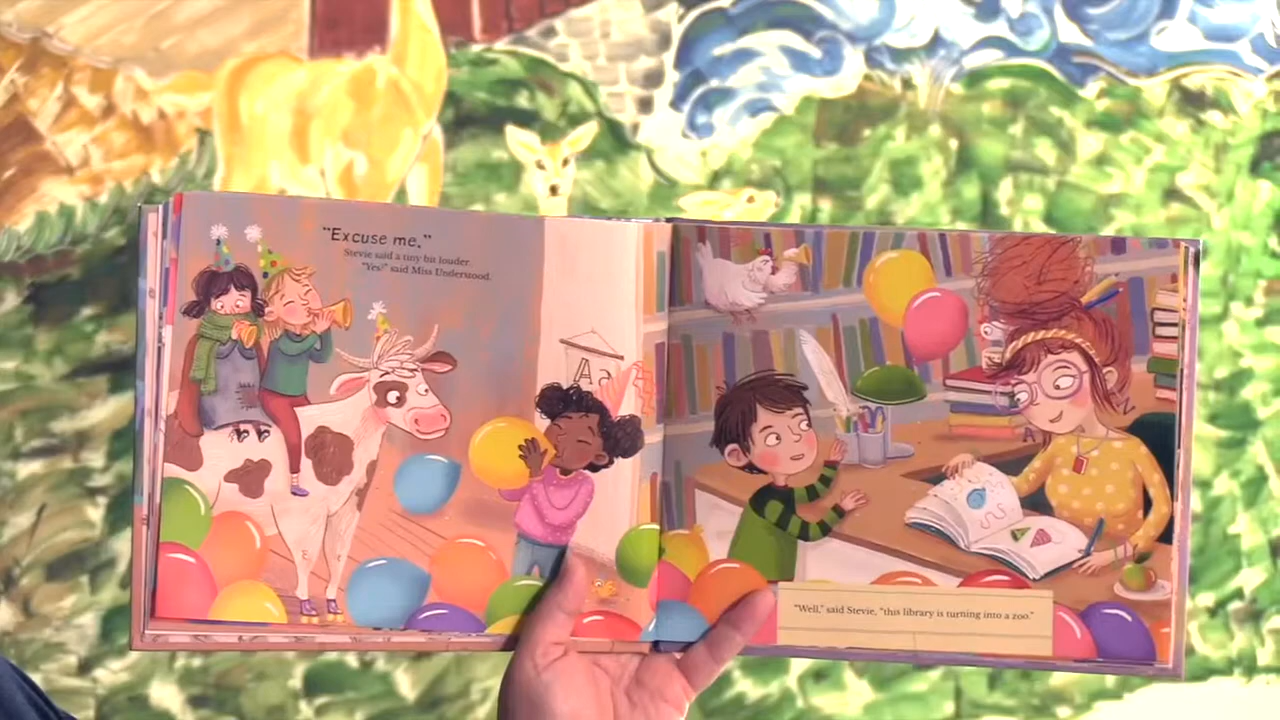 "Excuse me,"
Stevie said a tiny bit louder.
"Yes?" said Miss Understood.
A
"Well," said Stevie, "this library is turning into a zoo."